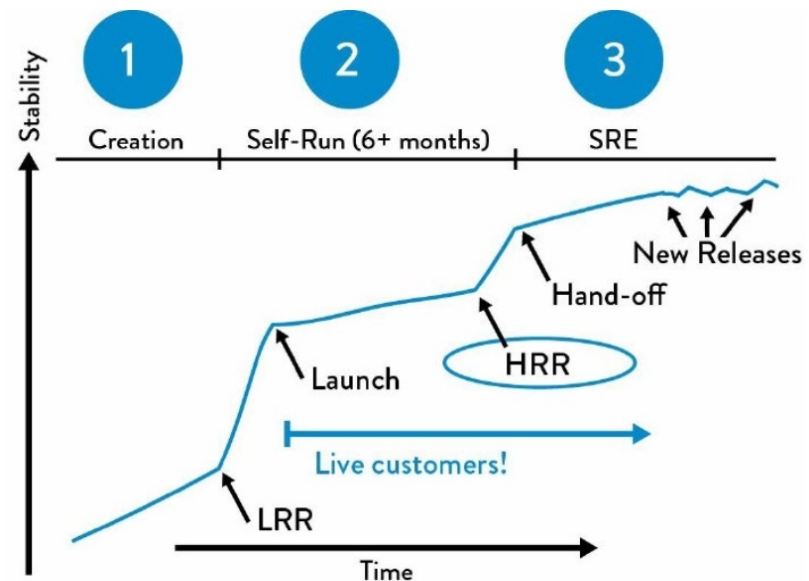 1
2
3
Stability
Creation
Self-Run (6+ months)
SRE
New Releases
Hand-off
HRR
Launch
Live customers!
LRR
Time